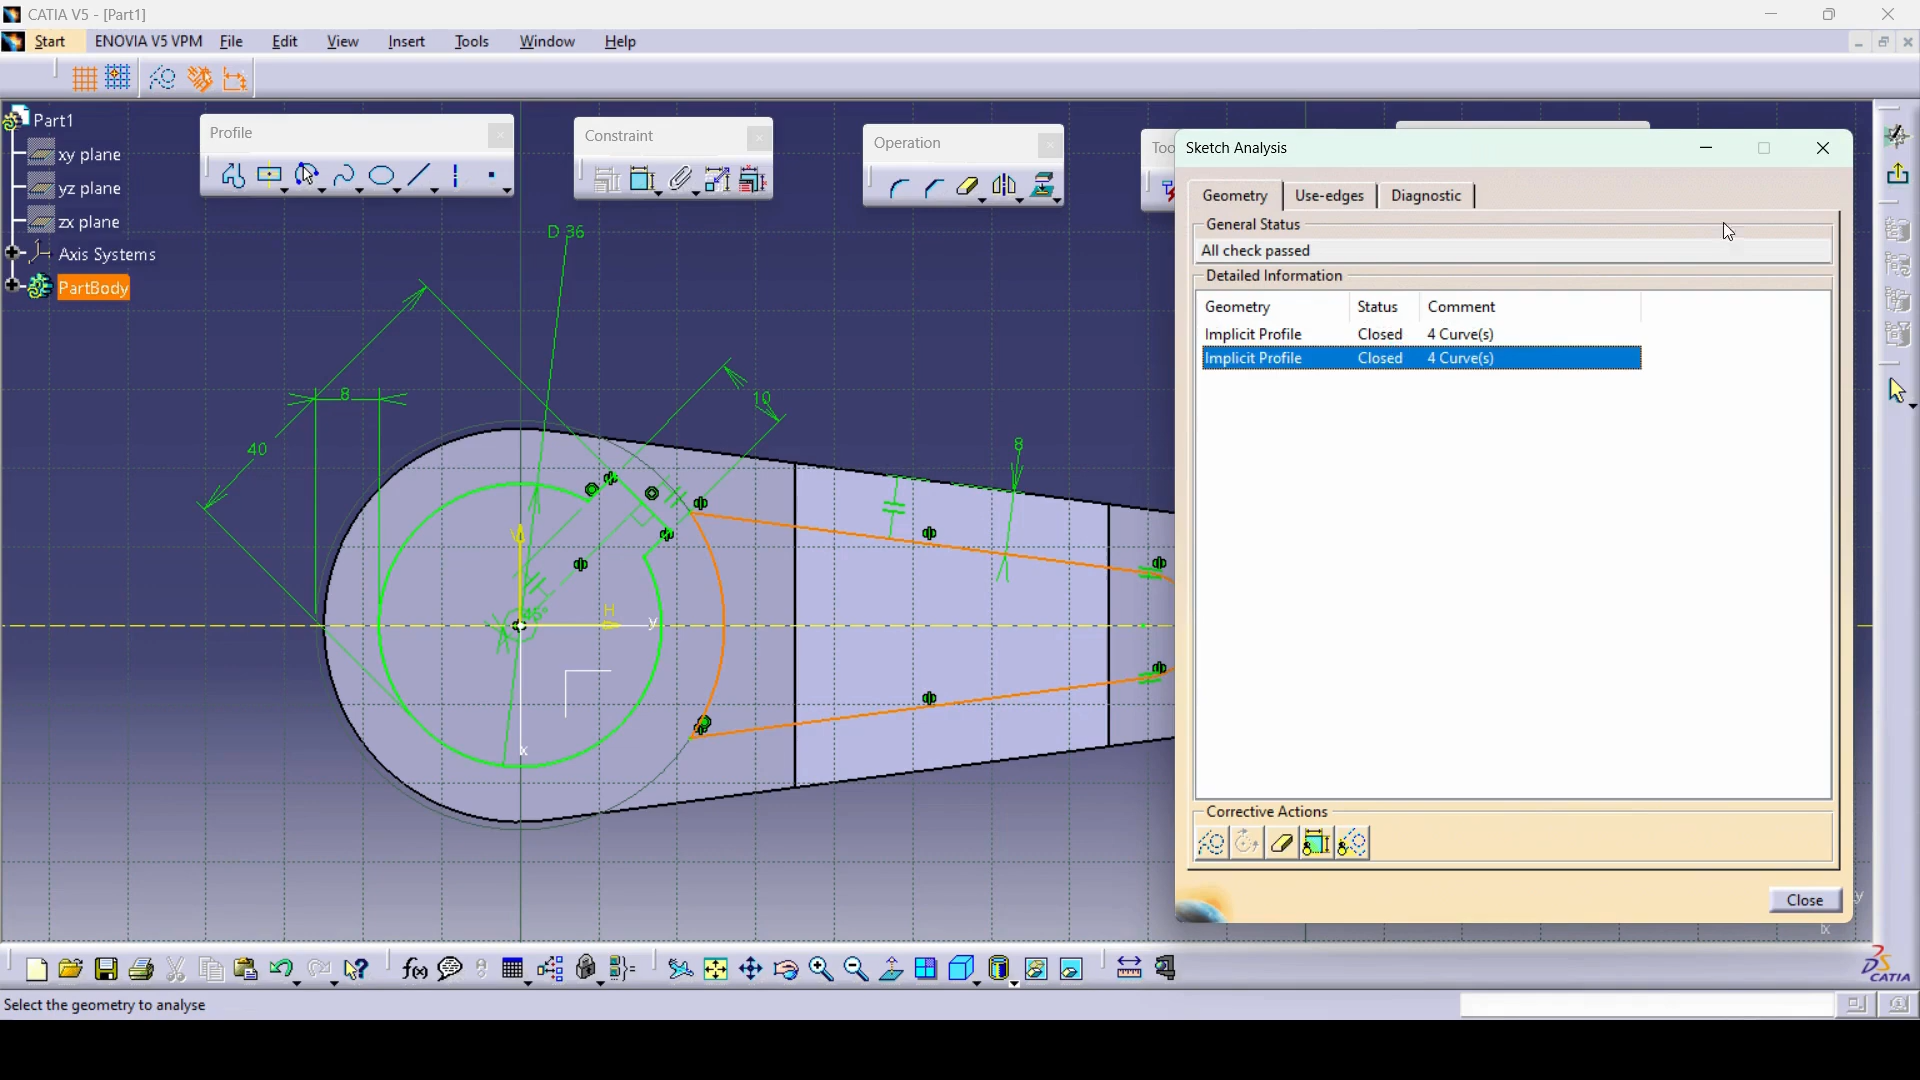 CATIA V5 - [Part1]
Start ENOVIA V5 VPM File Edit View Insert Tools Window Help
Part1
xy plane
yz plane
zx plane
Axis Systems
PartBody
Profile
Constraint
Operation
Too
Sketch Analysis
Geometry Use-edges Diagnostic
General Status
All check passed
Detailed Information
Geometry Status Comment
Implicit Profile Closed 4 Curve(s)
Implicit Profile Closed 4 Curve(s)
Corrective Actions
Close
D 36
8
10
40
8
V
H
y
45°
x
y
f(x)
CATIA
Select the geometry to analyse